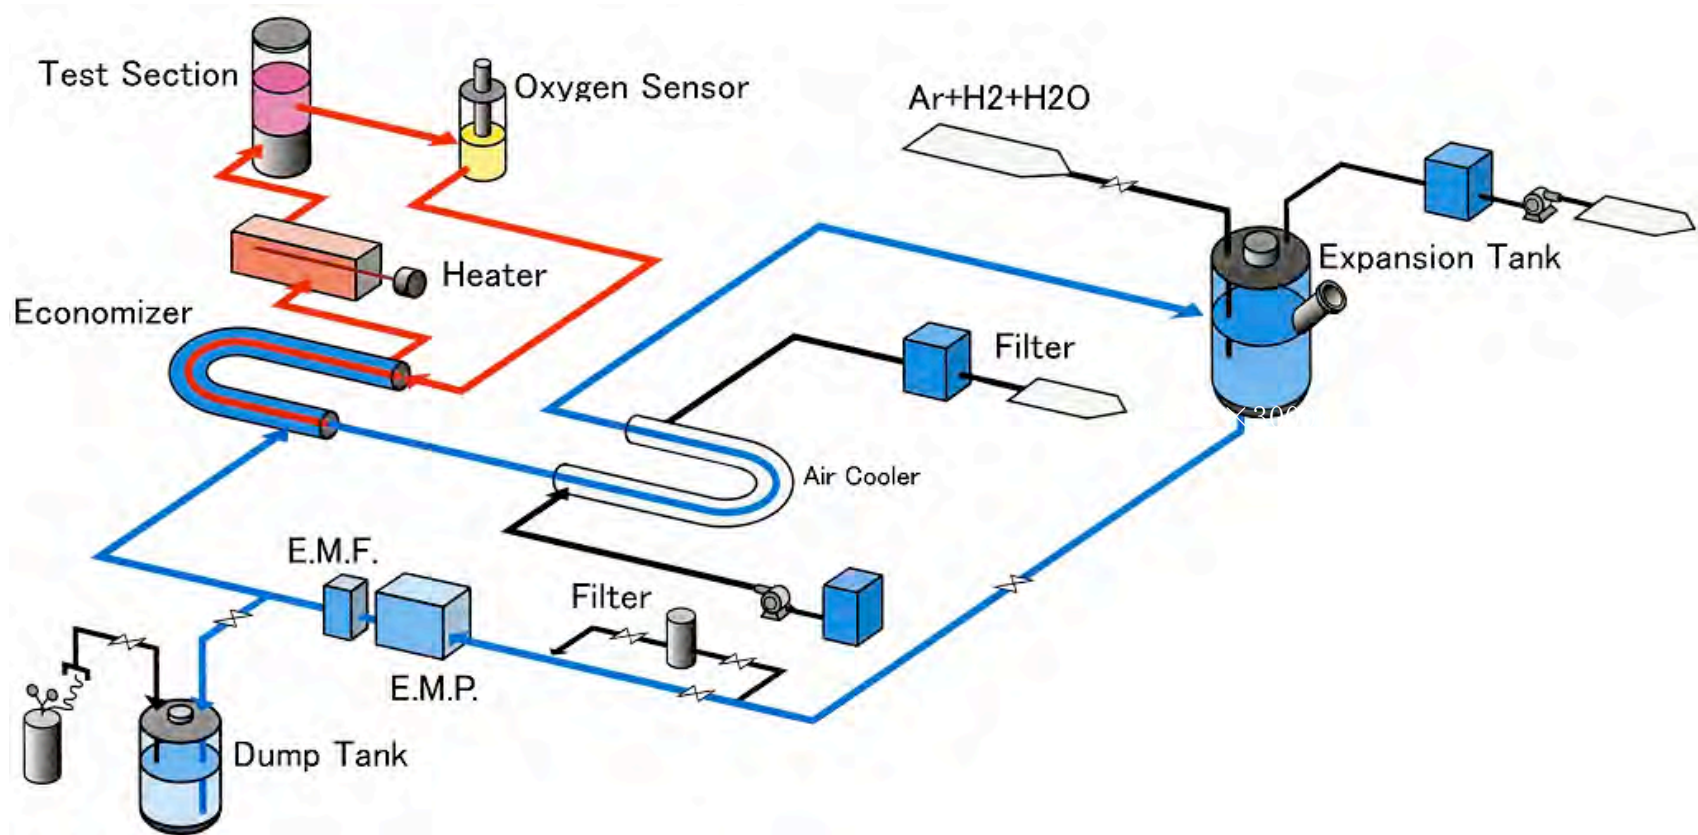 Test Section
Oxygen Sensor
Ar+H2+H2O
Expansion Tank
Heater
Economizer
Filter
Air Cooler
E.M.F.
Filter
E.M.P.
Dump Tank